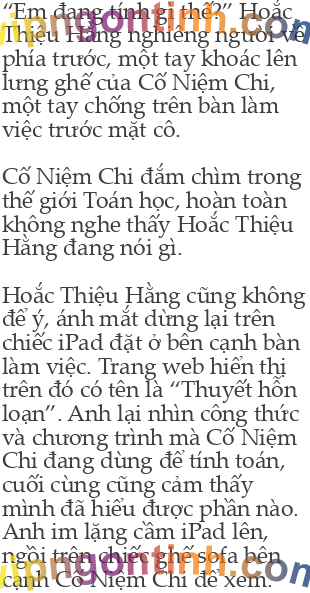 “Em đang tính gì thế?” Hoắc
Thiệu Hằng nghiêng người về
phía trước, một tay khoác lên
lưng ghế của Cố Niệm Chi,
một tay chống trên bàn làm
việc trước mặt cô.
Cố Niệm Chi đắm chìm trong
thế giới Toán học, hoàn toàn
không nghe thấy Hoắc Thiệu
Hằng đang nói gì.
Hoắc Thiệu Hằng cũng không
để ý, ánh mắt dừng lại trên
chiếc iPad đặt ở bên cạnh bàn
làm việc. Trang web hiển thị
trên đó có tên là “Thuyết hỗn
loạn”. Anh lại nhìn công thức
và chương trình mà Cố Niệm
Chi đang dùng để tính toán,
cuối cùng cũng cảm thấy
mình đã hiểu được phần nào.
Anh im lặng cầm iPad lên,
ngồi trên chiếc ghế sofa bên
cạnh Cố Niệm Chi để xem.
vipngontinh.com
vipngontinh.com